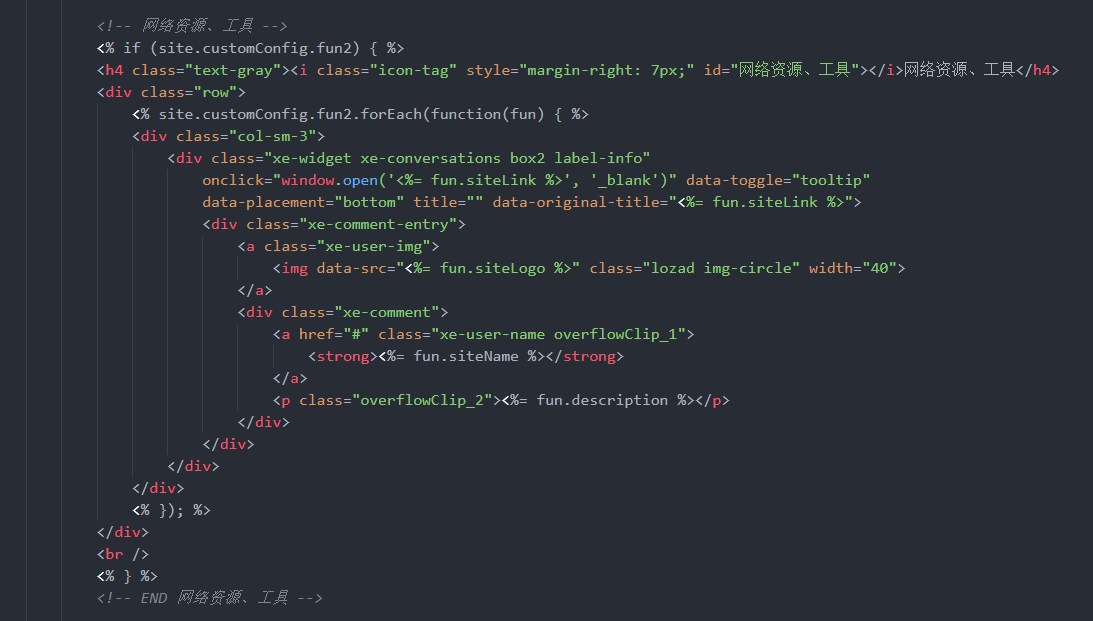 <!-- 网络资源、工具 -->
<% if (site.customConfig.fun2) { %>
<h4 class="text-gray"><i class="icon-tag" style="margin-right: 7px;" id="网络资源、工具"></i>网络资源、工具</h4>
<div class="row">
<% site.customConfig.fun2.forEach(function(fun) { %>
<div class="col-sm-3">
<div class="xe-widget xe-conversations box2 label-info"
onclick="window.open('<%= fun.siteLink %>', '_blank')" data-toggle="tooltip"
data-placement="bottom" title="" data-original-title="<%= fun.siteLink %>">
<div class="xe-comment-entry">
<a class="xe-user-img">
<img data-src="<%= fun.siteLogo %>" class="lozad img-circle" width="40">
</a>
<div class="xe-comment">
<a href="#" class="xe-user-name overflowClip_1">
<strong><%= fun.siteName %></strong>
</a>
<p class="overflowClip_2"><%= fun.description %></p>
</div>
</div>
</div>
</div>
<% }); %>
</div>
<br />
<% } %>
<!-- END 网络资源、工具 -->